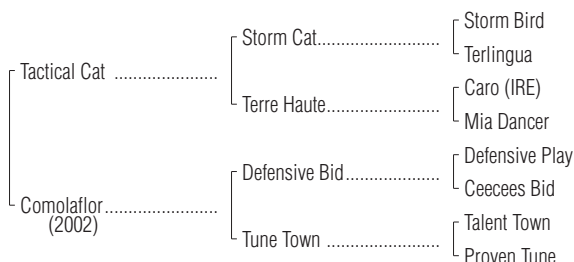 Storm Bird
Storm Cat........................
Terlingua
Tactical Cat ....................
Caro (IRE)
Terre Haute......................
Mia Dancer
Defensive Play
Defensive Bid....................
Ceecees Bid
Comolaflor......................
(2002)
Talent Town
Tune Town ......................
Proven Tune